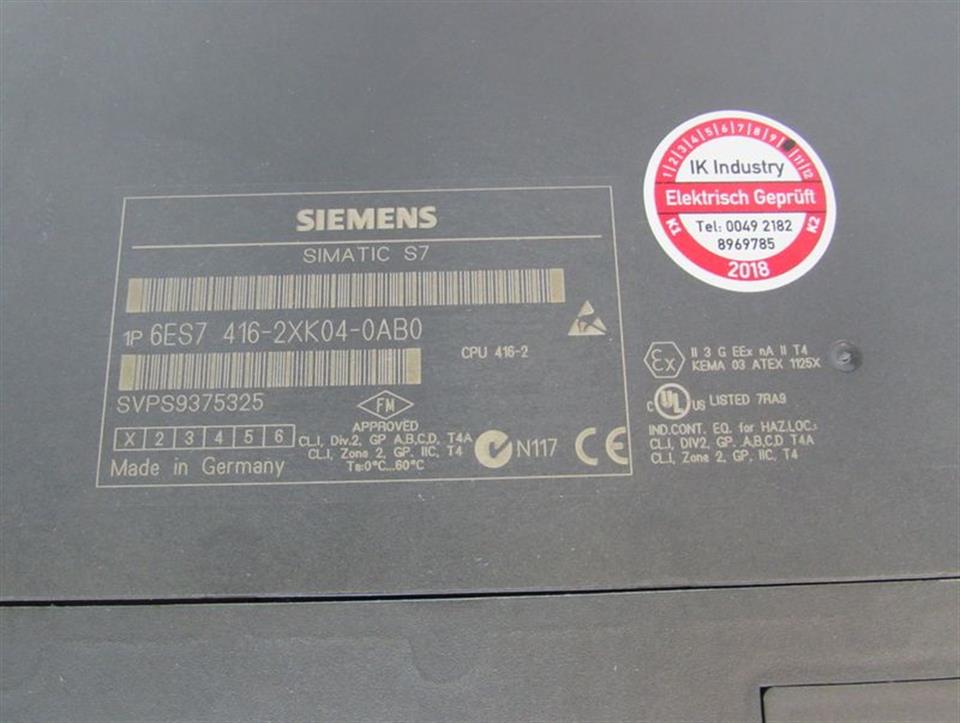 SIEMENS
SIMATIC S7
1P 6ES7 416-2XK04-0AB0
CPU 416-2
SVPS9375325
FM
APPROVED
X 2 3 4 5 6
CL.I, Div.2, GP A,B,C,D, T4A
CL.I, Zone 2, GP. IIC, T4
Ta:0°C...60°C
Made in Germany
N117
CE
1 2 3 4 5 6 7 8 9 11 12
IK Industry
Elektrisch Geprüft
Tel: 0049 2182
8969785
K1
K2
2018
Ex
II 3 G EEx nA II T4
KEMA 03 ATEX 1125X
C UL US LISTED 7RA9
IND.CONT. EQ. for HAZ.LOC.
CL.I, DIV2, GP. A,B,C,D T4A
CL.I, Zone 2, GP, IIC, T4